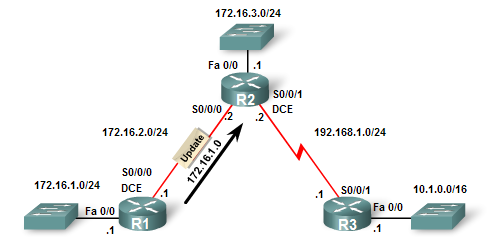 172.16.3.0/24
Fa 0/0 .1
R2
S0/0/1
DCE
S0/0/0
.2
.2
172.16.2.0/24
Update
172.16.1.0
192.168.1.0/24
S0/0/0
DCE
172.16.1.0/24
.1
Fa 0/0
.1
R1
.1
S0/0/1
R3
Fa 0/0
.1
10.1.0.0/16